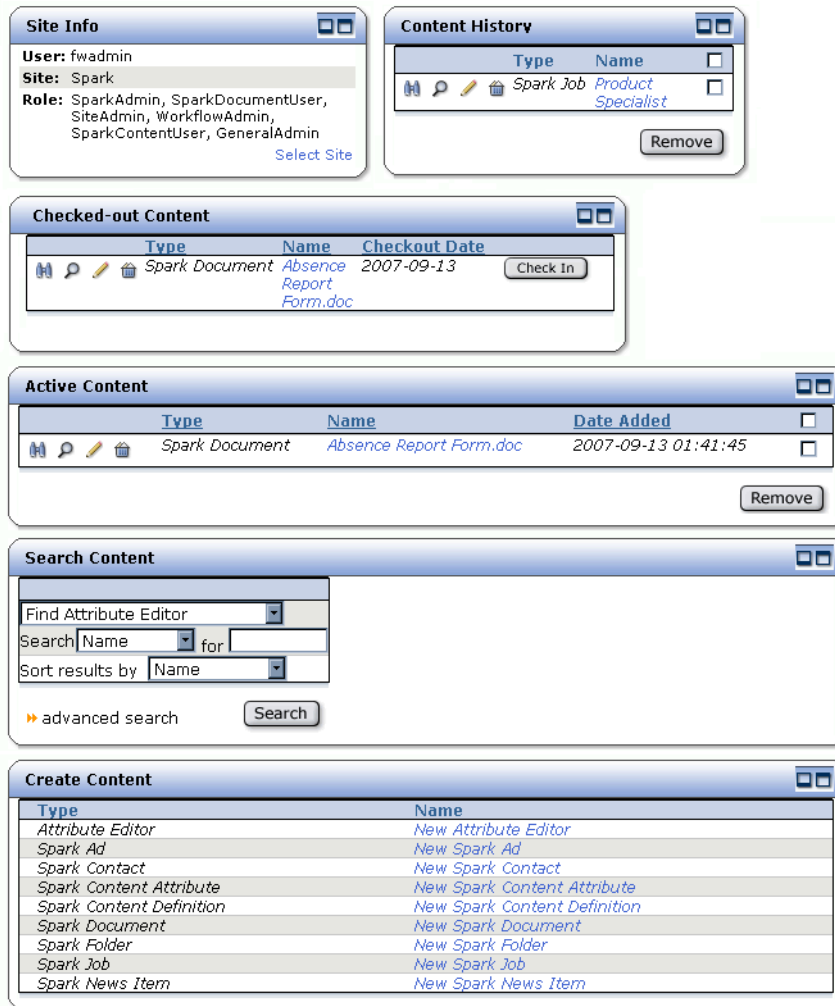 Site Info
User: fwadmin
Site: Spark
Role: SparkAdmin, SparkDocumentUser,
SiteAdmin, WorkflowAdmin,
SparkContentUser, GeneralAdmin
Select Site
Content History
Type Name
Spark Job Product
Specialist
Remove
Checked-out Content
Type Name Checkout Date
Spark Document Absence 2007-09-13 Check In
Report
Form.doc
Active Content
Type Name Date Added
Spark Document Absence Report Form.doc 2007-09-13 01:41:45
Remove
Search Content
Find Attribute Editor
Search Name for
Sort results by Name
advanced search Search
Create Content
Type Name
Attribute Editor New Attribute Editor
Spark Ad New Spark Ad
Spark Contact New Spark Contact
Spark Content Attribute New Spark Content Attribute
Spark Content Definition New Spark Content Definition
Spark Document New Spark Document
Spark Folder New Spark Folder
Spark Job New Spark Job
Spark News Item New Spark News Item